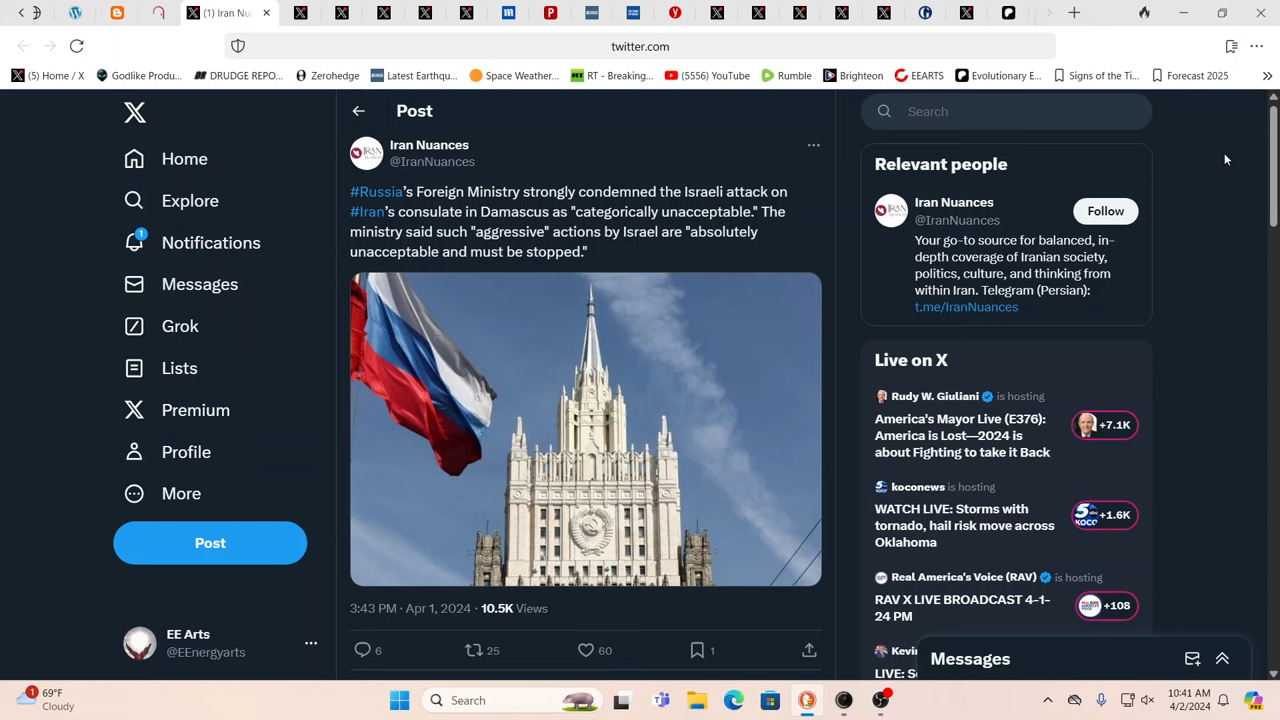 (1) Iran Nu
twitter.com
(5) Home / X
Godlike Produ...
DRUDGE REPO...
Zerohedge
Latest Earthqu...
Space Weather...
RT - Breaking...
(5556) YouTube
Rumble
Brighteon
EEARTS
Evolutionary E...
Signs of the Ti...
Forecast 2025
Home
Explore
1
Notifications
Messages
Grok
Lists
Premium
Profile
More
Post
EE Arts
@EEnergyarts
Post
Iran Nuances
@IranNuances
#Russia's Foreign Ministry strongly condemned the Israeli attack on
#Iran's consulate in Damascus as "categorically unacceptable." The
ministry said such "aggressive" actions by Israel are "absolutely
unacceptable and must be stopped."
3:43 PM · Apr 1, 2024 · 10.5K Views
6
25
60
1
Search
Relevant people
Iran Nuances
@IranNuances
Follow
Your go-to source for balanced, in-
depth coverage of Iranian society,
politics, culture, and thinking from
within Iran. Telegram (Persian):
t.me/IranNuances
Live on X
Rudy W. Giuliani is hosting
America's Mayor Live (E376):
America is Lost—2024 is
about Fighting to take it Back
+7.1K
koconews is hosting
WATCH LIVE: Storms with
tornado, hail risk move across
Oklahoma
+1.6K
Real America's Voice (RAV) is hosting
RAV X LIVE BROADCAST 4-1-
24 PM
+108
Kevin
LIVE: S
Messages
1
69°F
Cloudy
Search
10:41 AM
4/2/2024